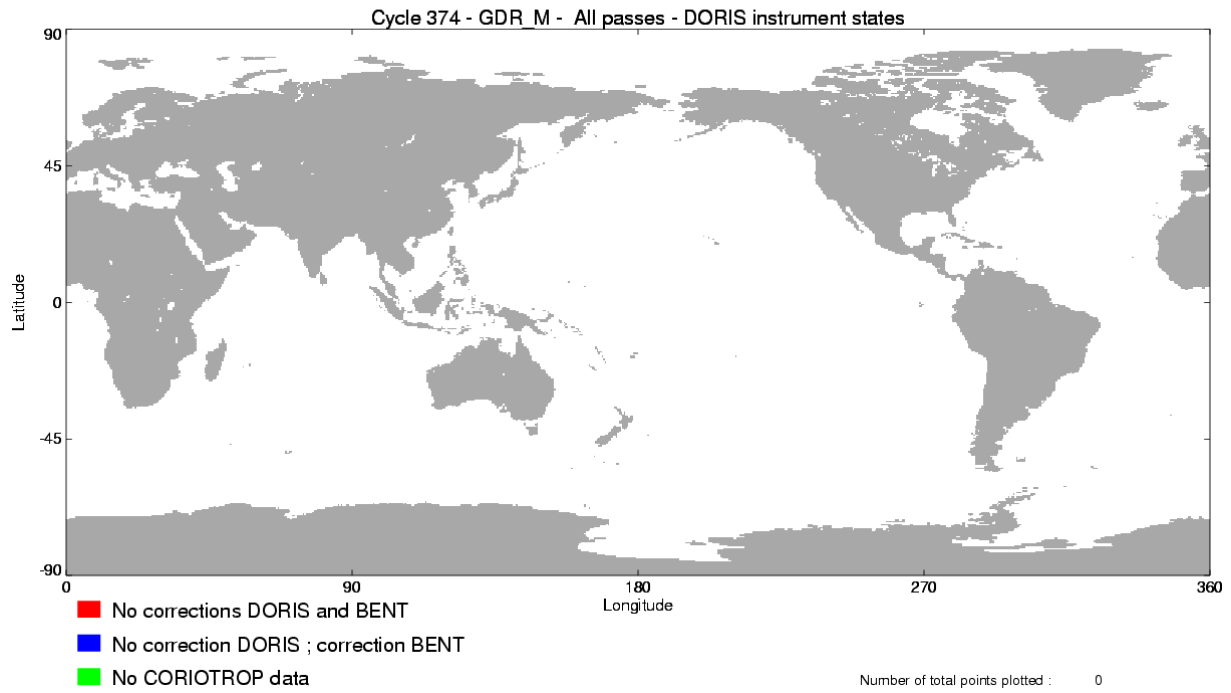 Cycle 374 - GDR_M - All passes - DORIS instrument states
90
45
0
-45
-90
Latitude
0 90 180 270 360
Longitude
No corrections DORIS and BENT
No correction DORIS ; correction BENT
No CORIOTROP data
Number of total points plotted : 0